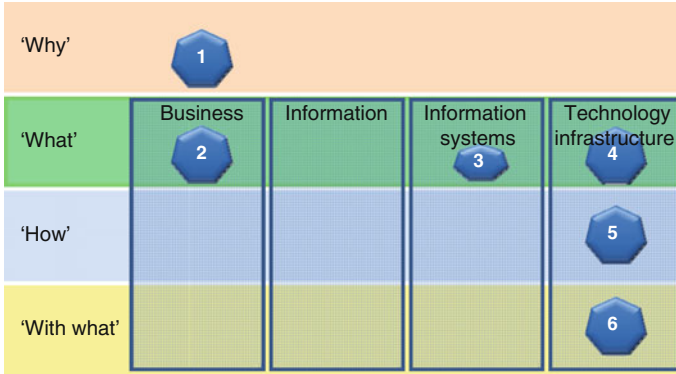 ‘Why’
1
Business
Information
Information
systems
Technology
infrastructure
‘What’
2
3
4
‘How’
5
‘With what’
6